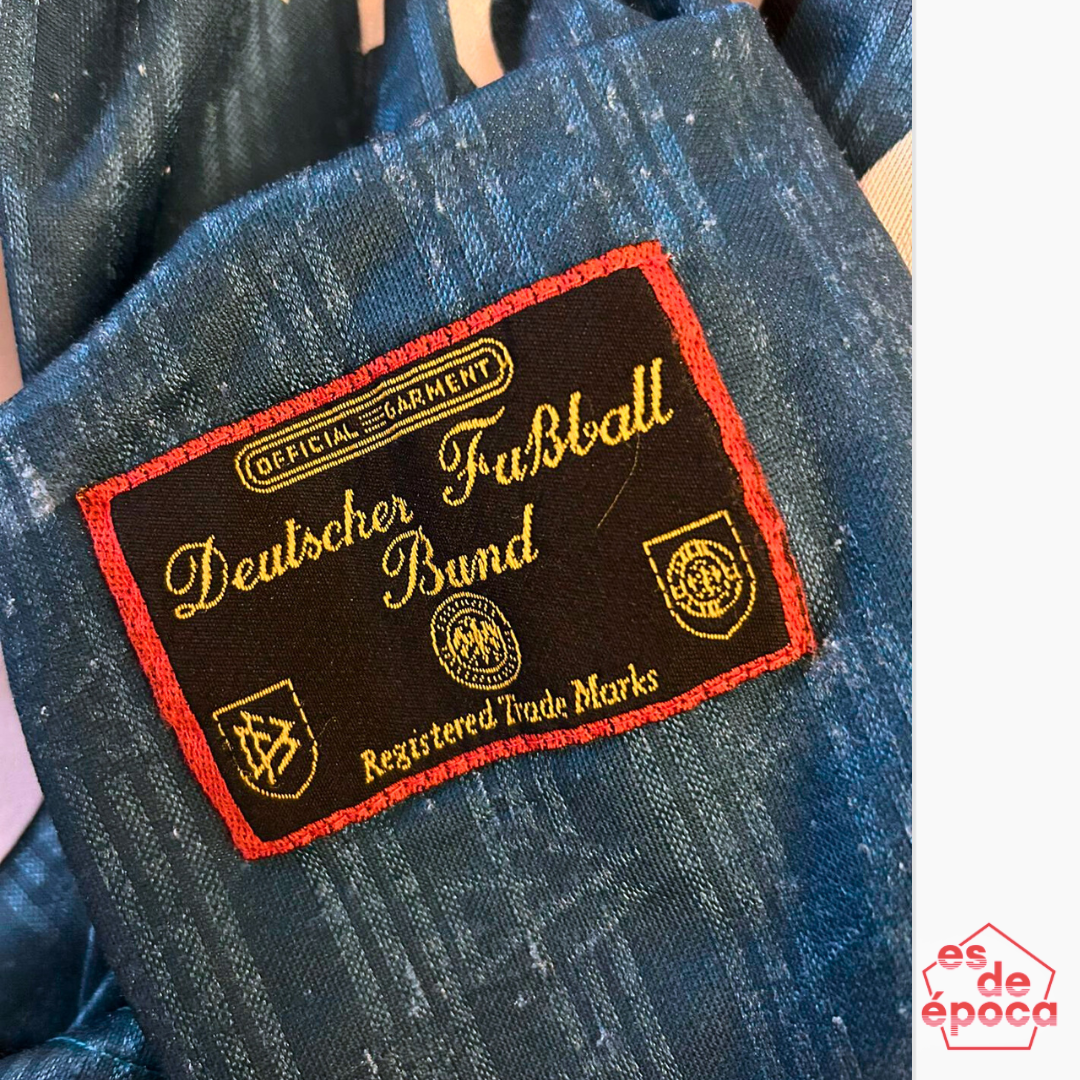 OFFICIAL GARMENT
Deutscher Fußball
Bund
Registered Trade Marks
es
de
época